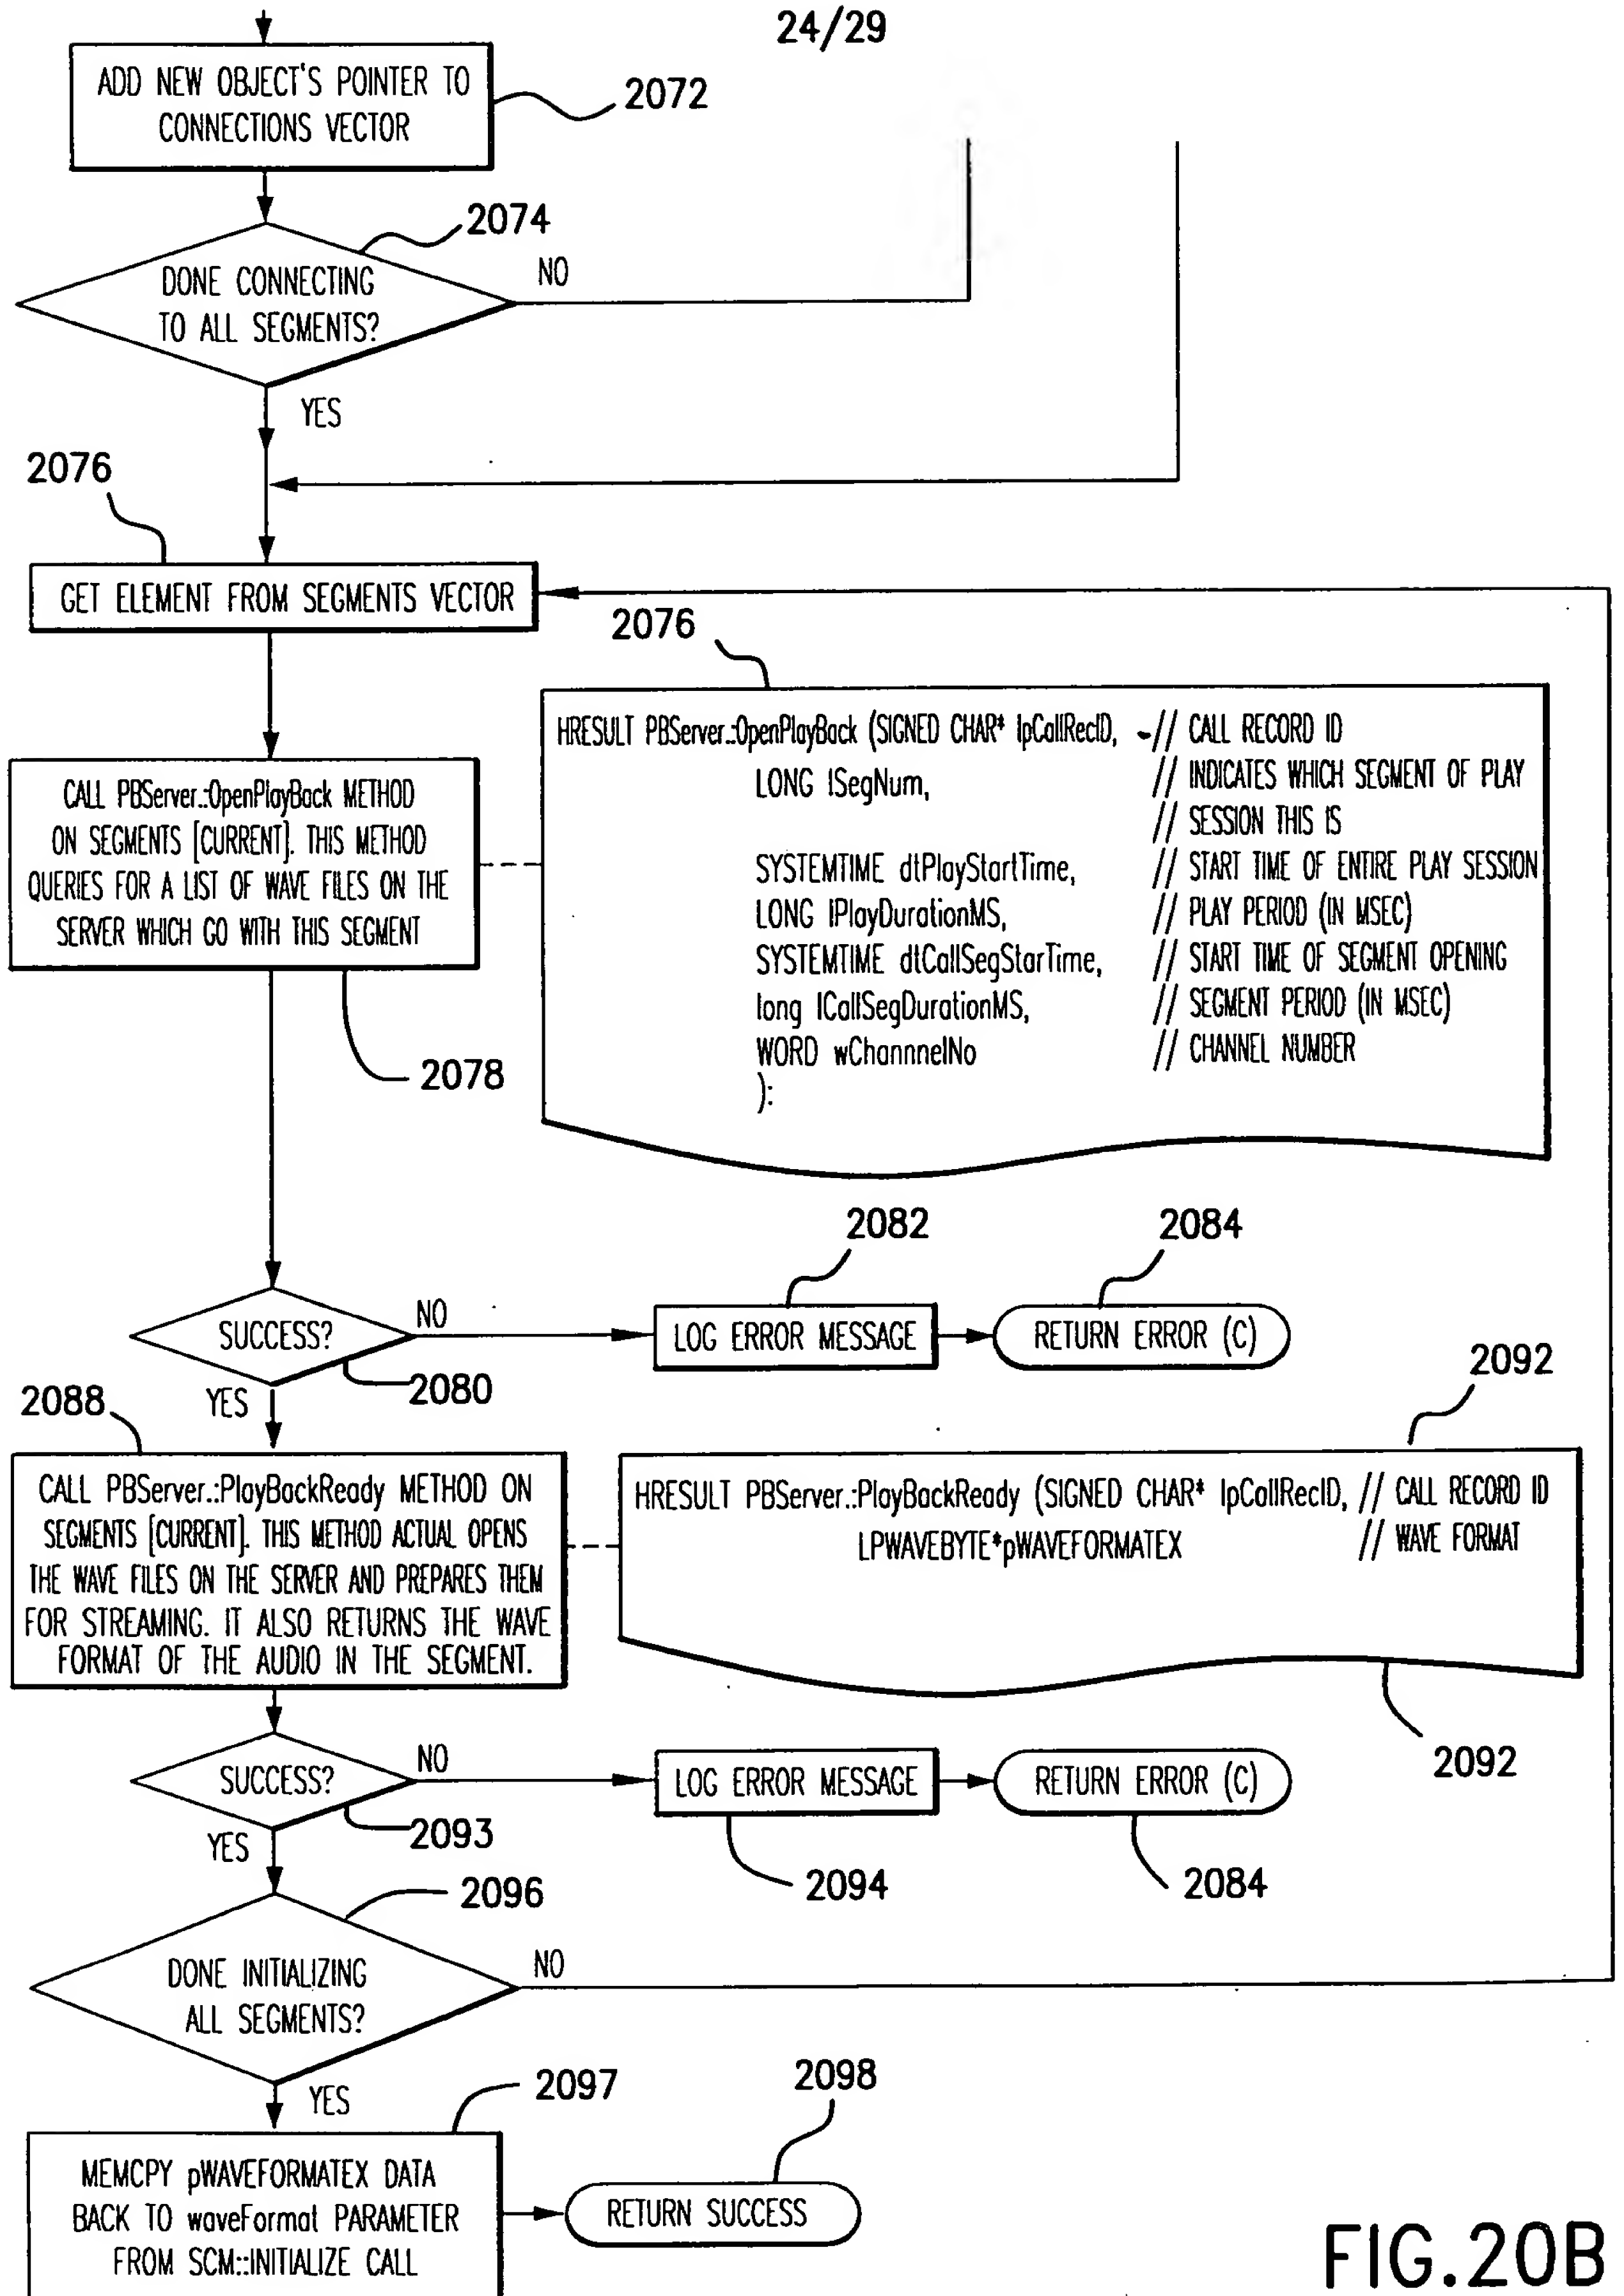 24/29
ADD NEW OBJECT'S POINTER TO
CONNECTIONS VECTOR
2072
2074
DONE CONNECTING
TO ALL SEGMENTS?
NO
YES
2076
GET ELEMENT FROM SEGMENTS VECTOR
2076
HRESULT PBServer::OpenPlayBack (SIGNED CHAR* lpCallRecID, // CALL RECORD ID
LONG lSegNum, // INDICATES WHICH SEGMENT OF PLAY
// SESSION THIS IS
SYSTEMTIME dtPlayStartTime, // START TIME OF ENTIRE PLAY SESSION
LONG lPlayDurationMS, // PLAY PERIOD (IN MSEC)
SYSTEMTIME dtCallSegStarTime, // START TIME OF SEGMENT OPENING
long lCallSegDurationMS, // SEGMENT PERIOD (IN MSEC)
WORD wChannnelNo // CHANNEL NUMBER
):
CALL PBServer::OpenPlayBack METHOD
ON SEGMENTS [CURRENT]. THIS METHOD
QUERIES FOR A LIST OF WAVE FILES ON THE
SERVER WHICH GO WITH THIS SEGMENT
2078
2082
2084
SUCCESS?
NO
LOG ERROR MESSAGE
RETURN ERROR (C)
2080
YES
2088
2092
CALL PBServer::PlayBackReady METHOD ON
SEGMENTS [CURRENT]. THIS METHOD ACTUAL OPENS
THE WAVE FILES ON THE SERVER AND PREPARES THEM
FOR STREAMING. IT ALSO RETURNS THE WAVE
FORMAT OF THE AUDIO IN THE SEGMENT.
HRESULT PBServer::PlayBackReady (SIGNED CHAR* lpCallRecID, // CALL RECORD ID
LPWAVEBYTE*pWAVEFORMATEX // WAVE FORMAT
2092
SUCCESS?
NO
LOG ERROR MESSAGE
RETURN ERROR (C)
2093
YES
2094
2084
2096
DONE INITIALIZING
ALL SEGMENTS?
NO
YES
2097
2098
MEMCPY pWAVEFORMATEX DATA
BACK TO waveFormat PARAMETER
FROM SCM::INITIALIZE CALL
RETURN SUCCESS
FIG.20B